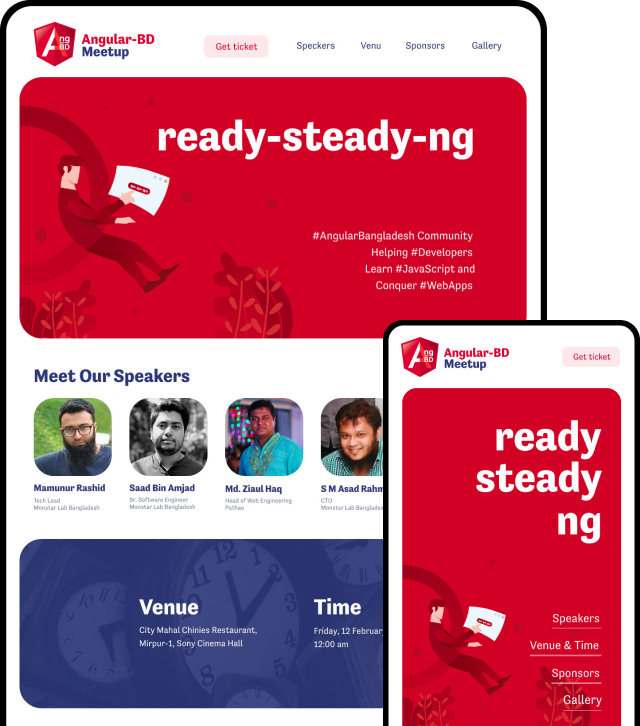 Ang
BD
Angular-BD
Meetup
Get ticket
Speckers
Venu
Sponsors
Gallery
ready-steady-ng
#AngularBangladesh Community
Helping #Developers
Learn #JavaScript and
Conquer #WebApps
Meet Our Speakers
Mamunur Rashid
Tech Lead
Monstar Lab Bangladesh
Saad Bin Amjad
Sr. Software Engineer
Monstar Lab Bangladesh
Md. Ziaul Haq
Head of Web Engineering
Pathao
S M Asad Rahm
CTO
Monstar Lab Banglade
Venue
City Mahal Chinies Restaurant,
Mirpur-1, Sony Cinema Hall
Time
Friday, 12 Februar
12:00 am
Ang
BD
Angular-BD
Meetup
Get ticket
ready
steady
ng
Speakers
Venue & Time
Sponsors
Gallery